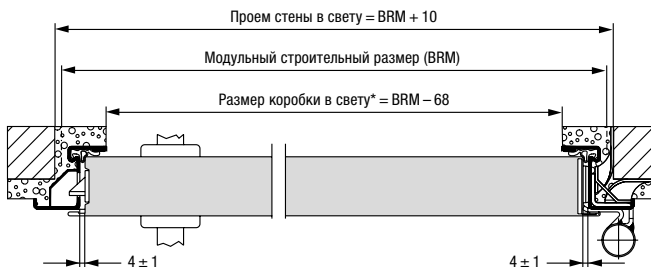 Проем стены в свету = BRM + 10
Модульный строительный размер (BRM)
Размер коробки в свету* = BRM – 68
4 ± 1
4 ± 1